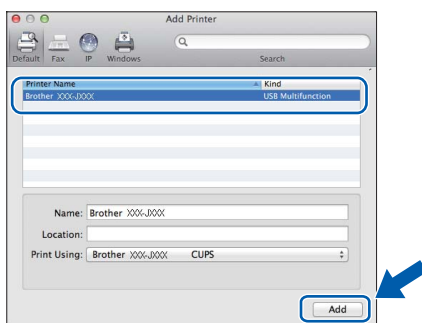 Add Printer
Default Fax IP Windows Search
Printer Name Kind
Brother XXX-JXXX USB Multifunction
Name: Brother XXX-JXXX
Location:
Print Using: Brother XXX-JXXX CUPS
Add